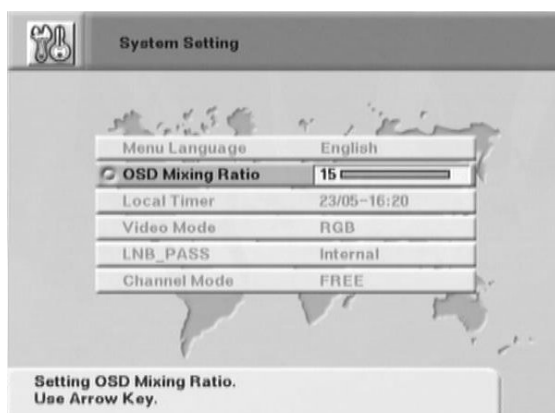 System Setting
Menu Language English
OSD Mixing Ratio 15
Local Timer 23/05-16:20
Video Mode RGB
LNB_PASS Internal
Channel Mode FREE
Setting OSD Mixing Ratio.
Use Arrow Key.